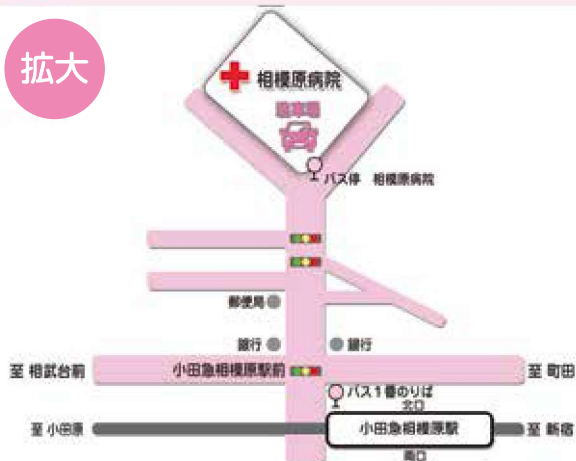 拡大
相模原病院
駐車場
バス停 相模原病院
郵便局
銀行
銀行
至 相武台前
小田急相模原駅前
至 町田
バス1番のりば
北口
至 小田原
小田急相模原駅
至 新宿
南口